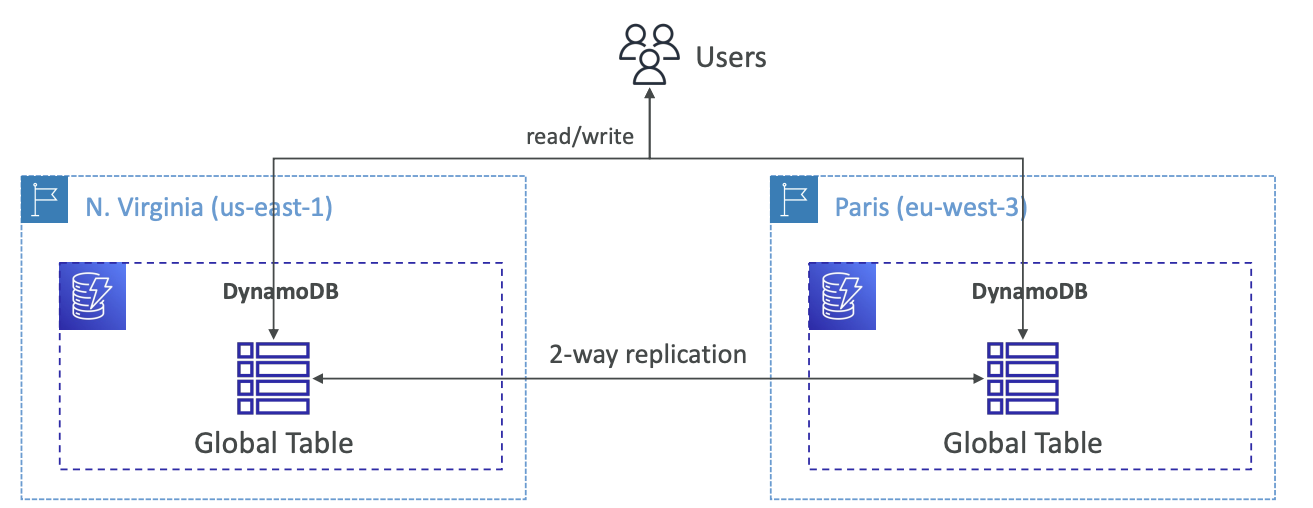 Users
read/write
N. Virginia (us-east-1)
Paris (eu-west-3)
DynamoDB
DynamoDB
2-way replication
Global Table
Global Table